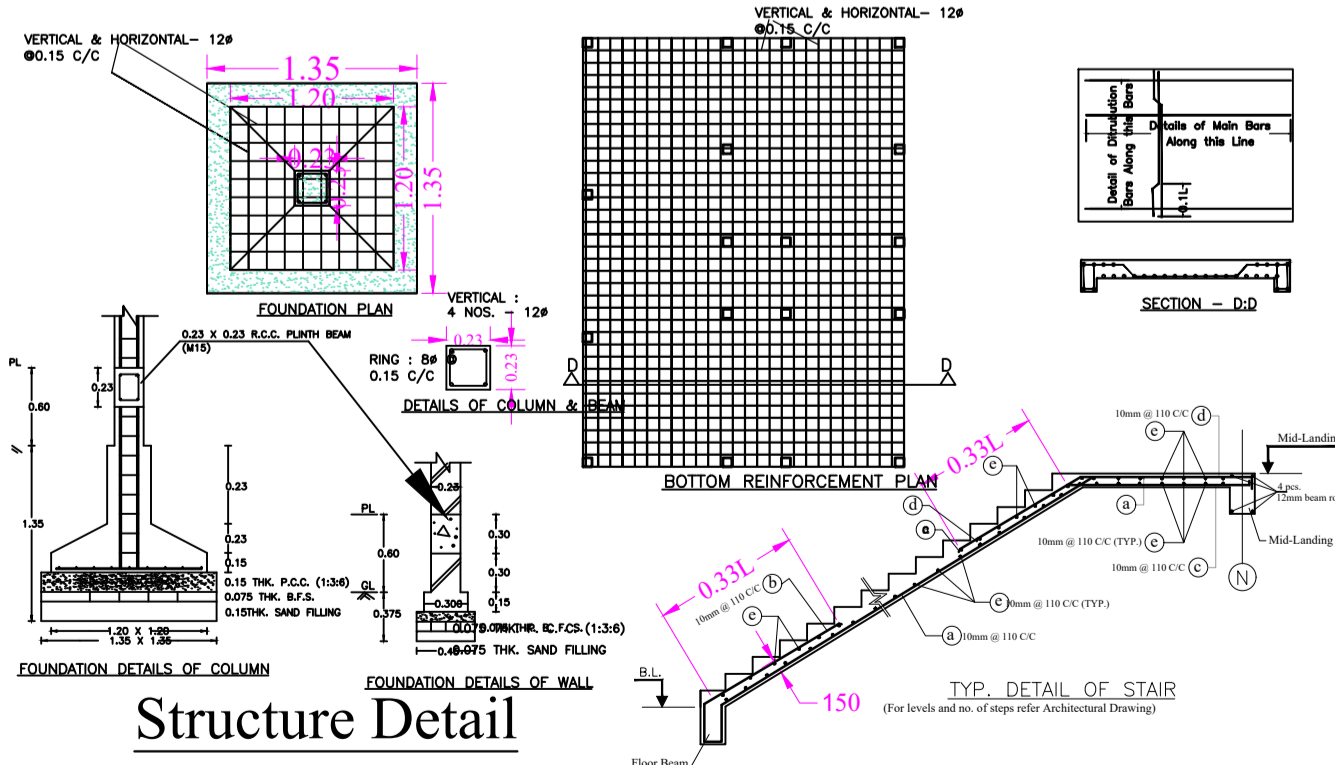 VERTICAL & HORIZONTAL- 12ø
@0.15 C/C
1.35
1.20
0.23
0.23
1.20
1.35
FOUNDATION PLAN
VERTICAL & HORIZONTAL- 12ø
@0.15 C/C
D
D
BOTTOM REINFORCEMENT PLAN
Detail of Ditrubution
Bars Along this Bars
Details of Main Bars
Along this Line
0.1L
SECTION - D:D
VERTICAL :
4 NOS. - 12ø
0.23
0.23
RING : 8ø
0.15 C/C
DETAILS OF COLUMN & BEAM
0.23 X 0.23 R.C.C. PLINTH BEAM
(M15)
PL
0.23
0.60
1.35
0.23
0.23
0.15
0.15 THK. P.C.C. (1:3:6)
0.075 THK. B.F.S.
0.15THK. SAND FILLING
1.20 X 1.20
1.35 X 1.35
FOUNDATION DETAILS OF COLUMN
0.23
PL
0.60
GL
0.375
0.30
0.30
0.15
0.300
(1:3:6)
0.075 THK. SAND FILLING
FOUNDATION DETAILS OF WALL
10mm @ 110 C/C
d
e
Mid-Landin
0.33L
e
d
a
4 pcs.
12mm beam ro
10mm @ 110 C/C (TYP.)
e
Mid-Landing
10mm @ 110 C/C
c
N
0.33L
b
10mm @ 110 C/C
e
e
10mm @ 110 C/C (TYP.)
a
10mm @ 110 C/C
150
B.L.
Floor Beam
TYP. DETAIL OF STAIR
(For levels and no. of steps refer Architectural Drawing)
Structure Detail